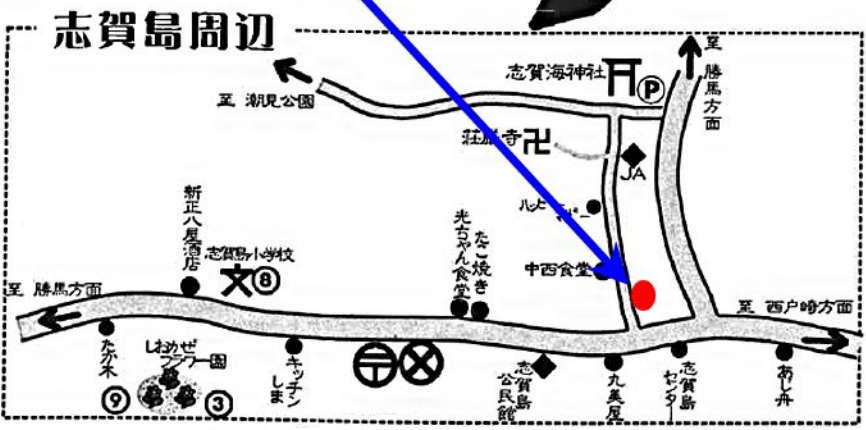 志賀島周辺
至 潮見公園
志賀海神社
P
至 勝馬方面
荘厳寺
JA
中西食堂
新正八屋酒店
志賀島小学校
文
⑧
光ちゃん食堂
たこ焼き
至 勝馬方面
至 西戸崎方面
たか木
しおかぜ
フラワー園
⑨
③
キッチン
しま
〒
志賀島
公民館
丸美屋
志賀島
センター
あし舟